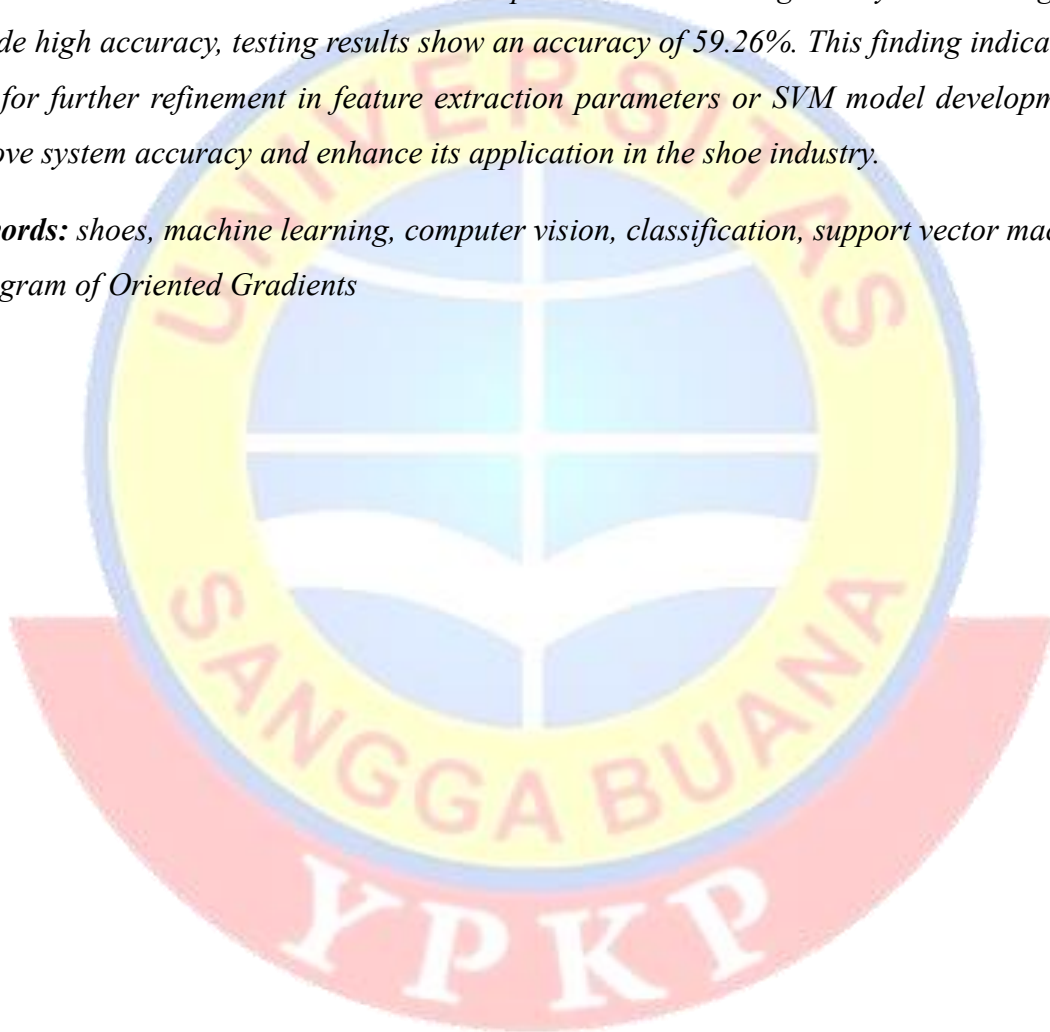 de high accuracy, testing results show an accuracy of 59.26%. This finding indica
for further refinement in feature extraction parameters or SVM model developm
ove system accuracy and enhance its application in the shoe industry.
ords: shoes, machine learning, computer vision, classification, support vector mac
gram of Oriented Gradients
UNIVERSITAS
SANGGA BUANA
YPKP